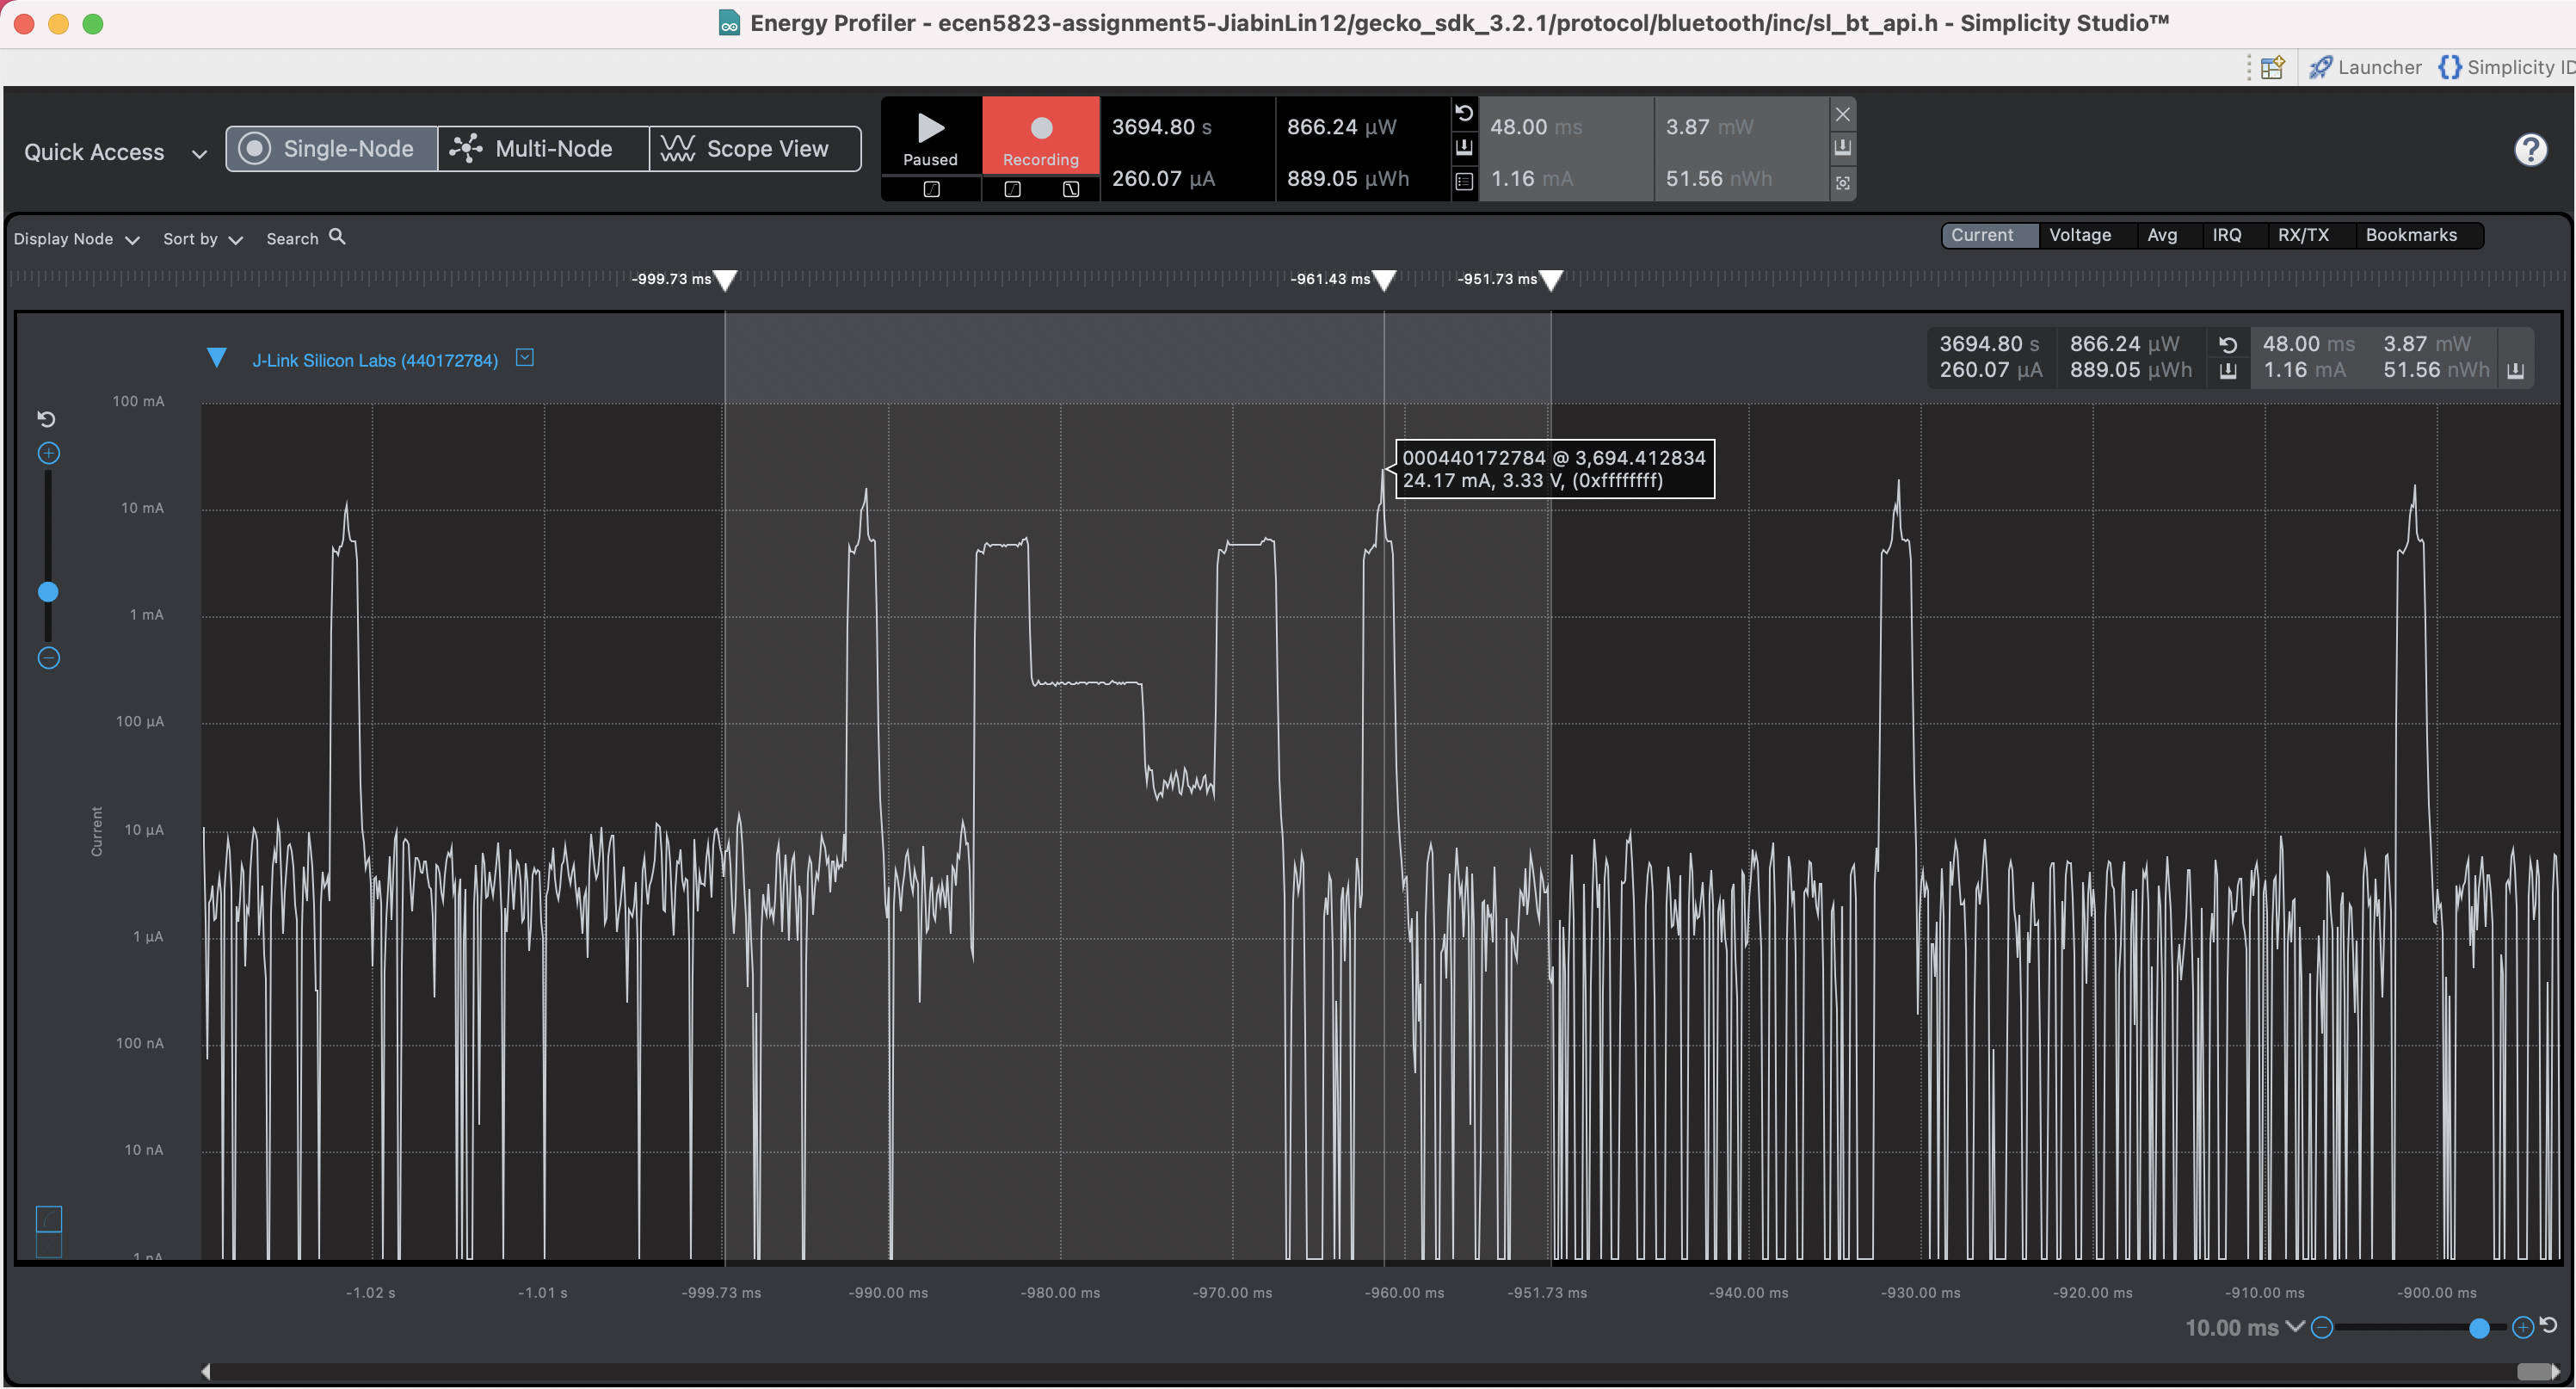 Energy Profiler - ecen5823-assignment5-JiabinLin12/gecko_sdk_3.2.1/protocol/bluetooth/inc/sl_bt_api.h - Simplicity Studio™
Launcher {} Simplicity ID
Quick Access Single-Node Multi-Node Scope View
Paused Recording
3694.80 s 866.24 µW 48.00 ms 3.87 mW
260.07 µA 889.05 µWh 1.16 mA 51.56 nWh
Display Node Sort by Search
Current Voltage Avg IRQ RX/TX Bookmarks
-999.73 ms -961.43 ms -951.73 ms
J-Link Silicon Labs (440172784)
3694.80 s 866.24 µW 48.00 ms 3.87 mW
260.07 µA 889.05 µWh 1.16 mA 51.56 nWh
000440172784 @ 3,694.412834
24.17 mA, 3.33 V, (0xffffffff)
100 mA
10 mA
1 mA
100 µA
10 µA
1 µA
100 nA
10 nA
1 nA
Current
-1.02 s -1.01 s -999.73 ms -990.00 ms -980.00 ms -970.00 ms -960.00 ms -951.73 ms -940.00 ms -930.00 ms -920.00 ms -910.00 ms -900.00 ms
10.00 ms